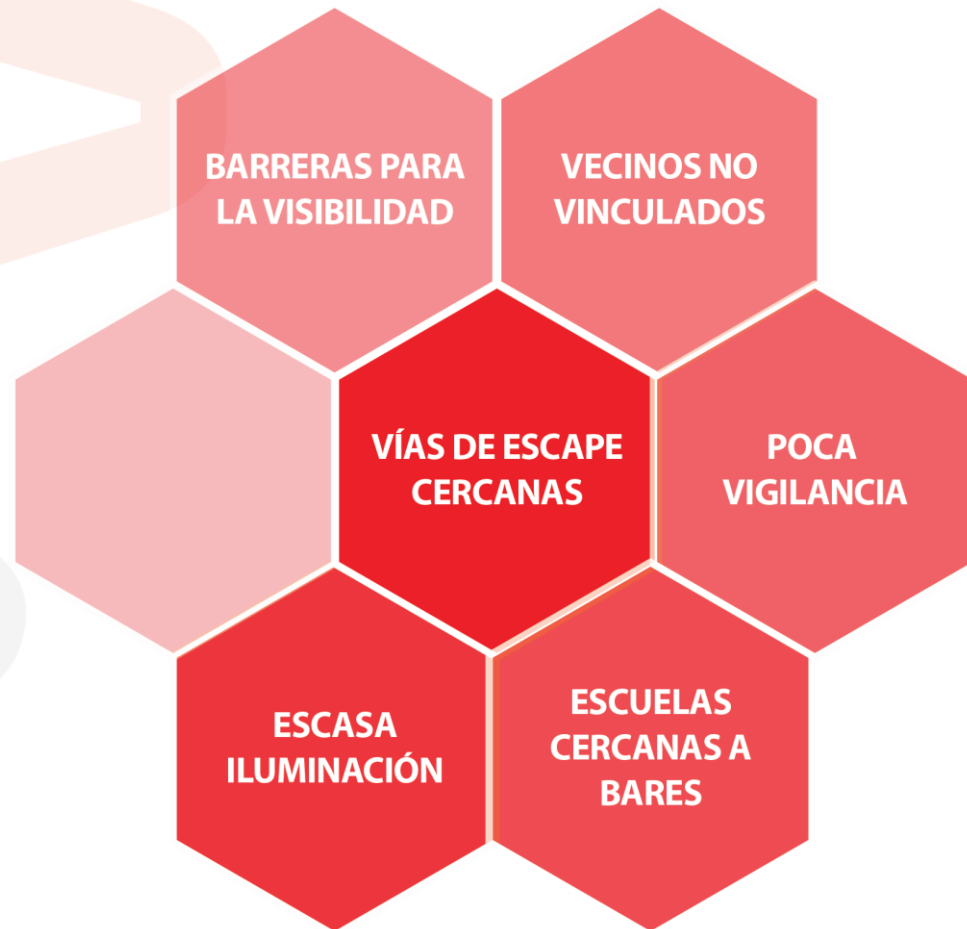 BARRERAS PARA
LA VISIBILIDAD
VECINOS NO
VINCULADOS
VÍAS DE ESCAPE
CERCANAS
POCA
VIGILANCIA
ESCASA
ILUMINACIÓN
ESCUELAS
CERCANAS A
BARES